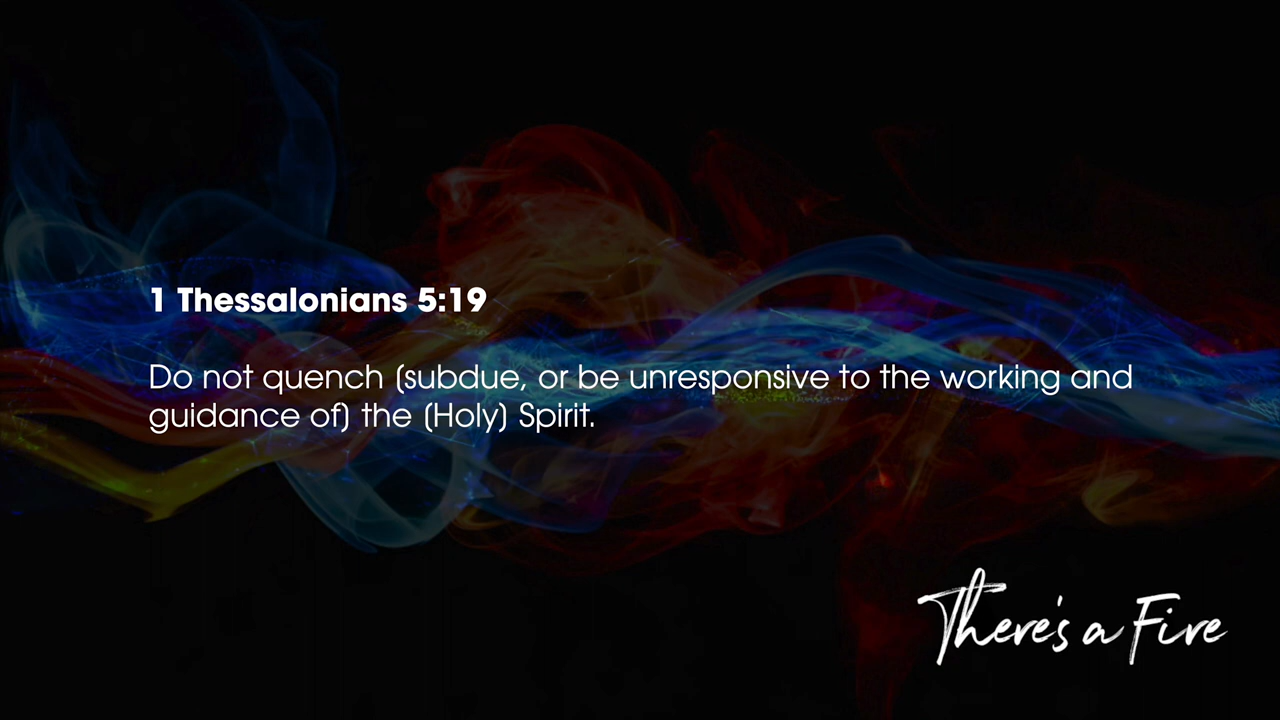 1 Thessalonians 5:19
Do not quench (subdue, or be unresponsive to the working and
guidance of) the (Holy) Spirit.
There's a Fire